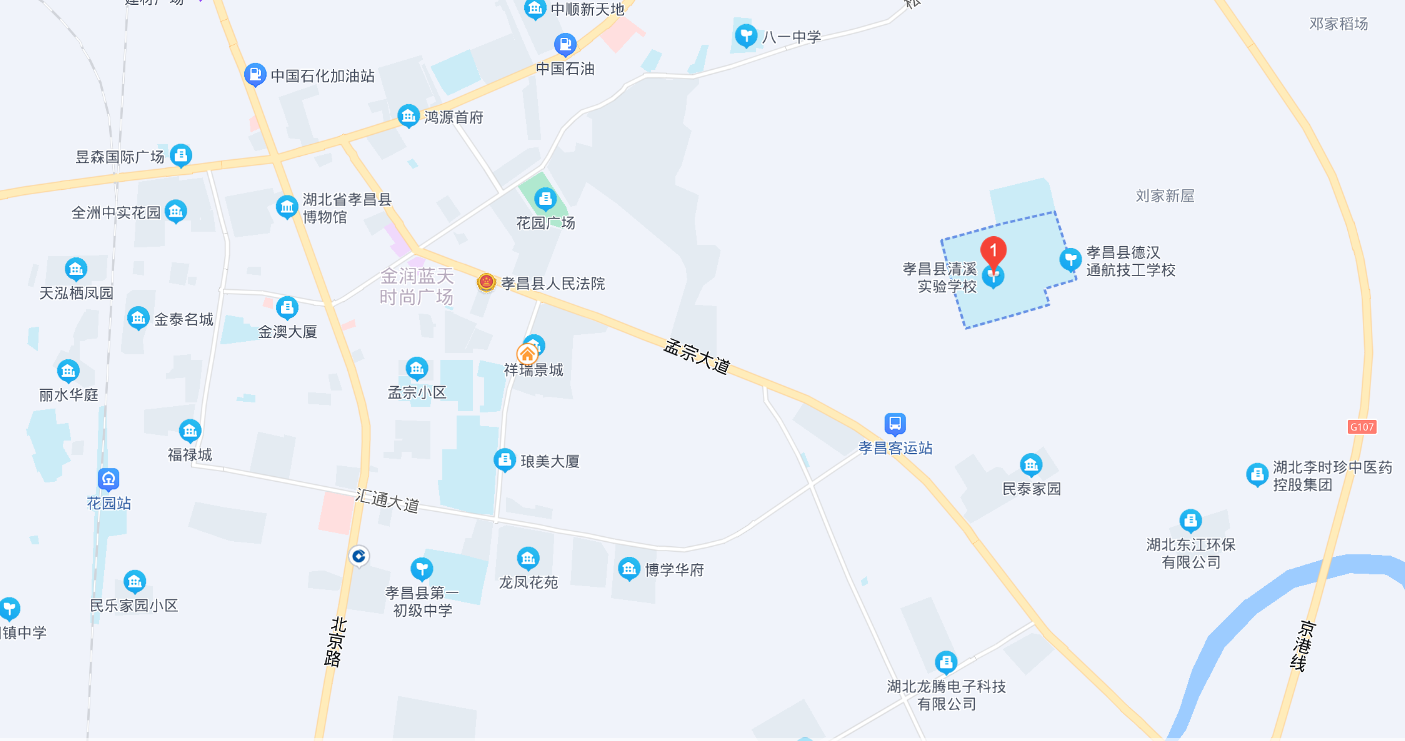 建材广场
中顺新天地
八一中学
邓家稻场
中国石油
中国石化加油站
鸿源首府
昱森国际广场
湖北省孝昌县
博物馆
全洲中实花园
花园广场
刘家新屋
孝昌县德汉
通航技工学校
1
孝昌县清溪
实验学校
金润蓝天
时尚广场
孝昌县人民法院
天泓栖凤园
金泰名城
金澳大厦
孟宗大道
祥瑞景城
孟宗小区
丽水华庭
福禄城
孝昌客运站
G107
琅美大厦
民泰家园
湖北李时珍中医药
控股集团
花园站
汇通大道
湖北东江环保
有限公司
龙凤花苑
博学华府
孝昌县第一
初级中学
民乐家园小区
镇中学
北京路
京港线
湖北龙腾电子科技
有限公司